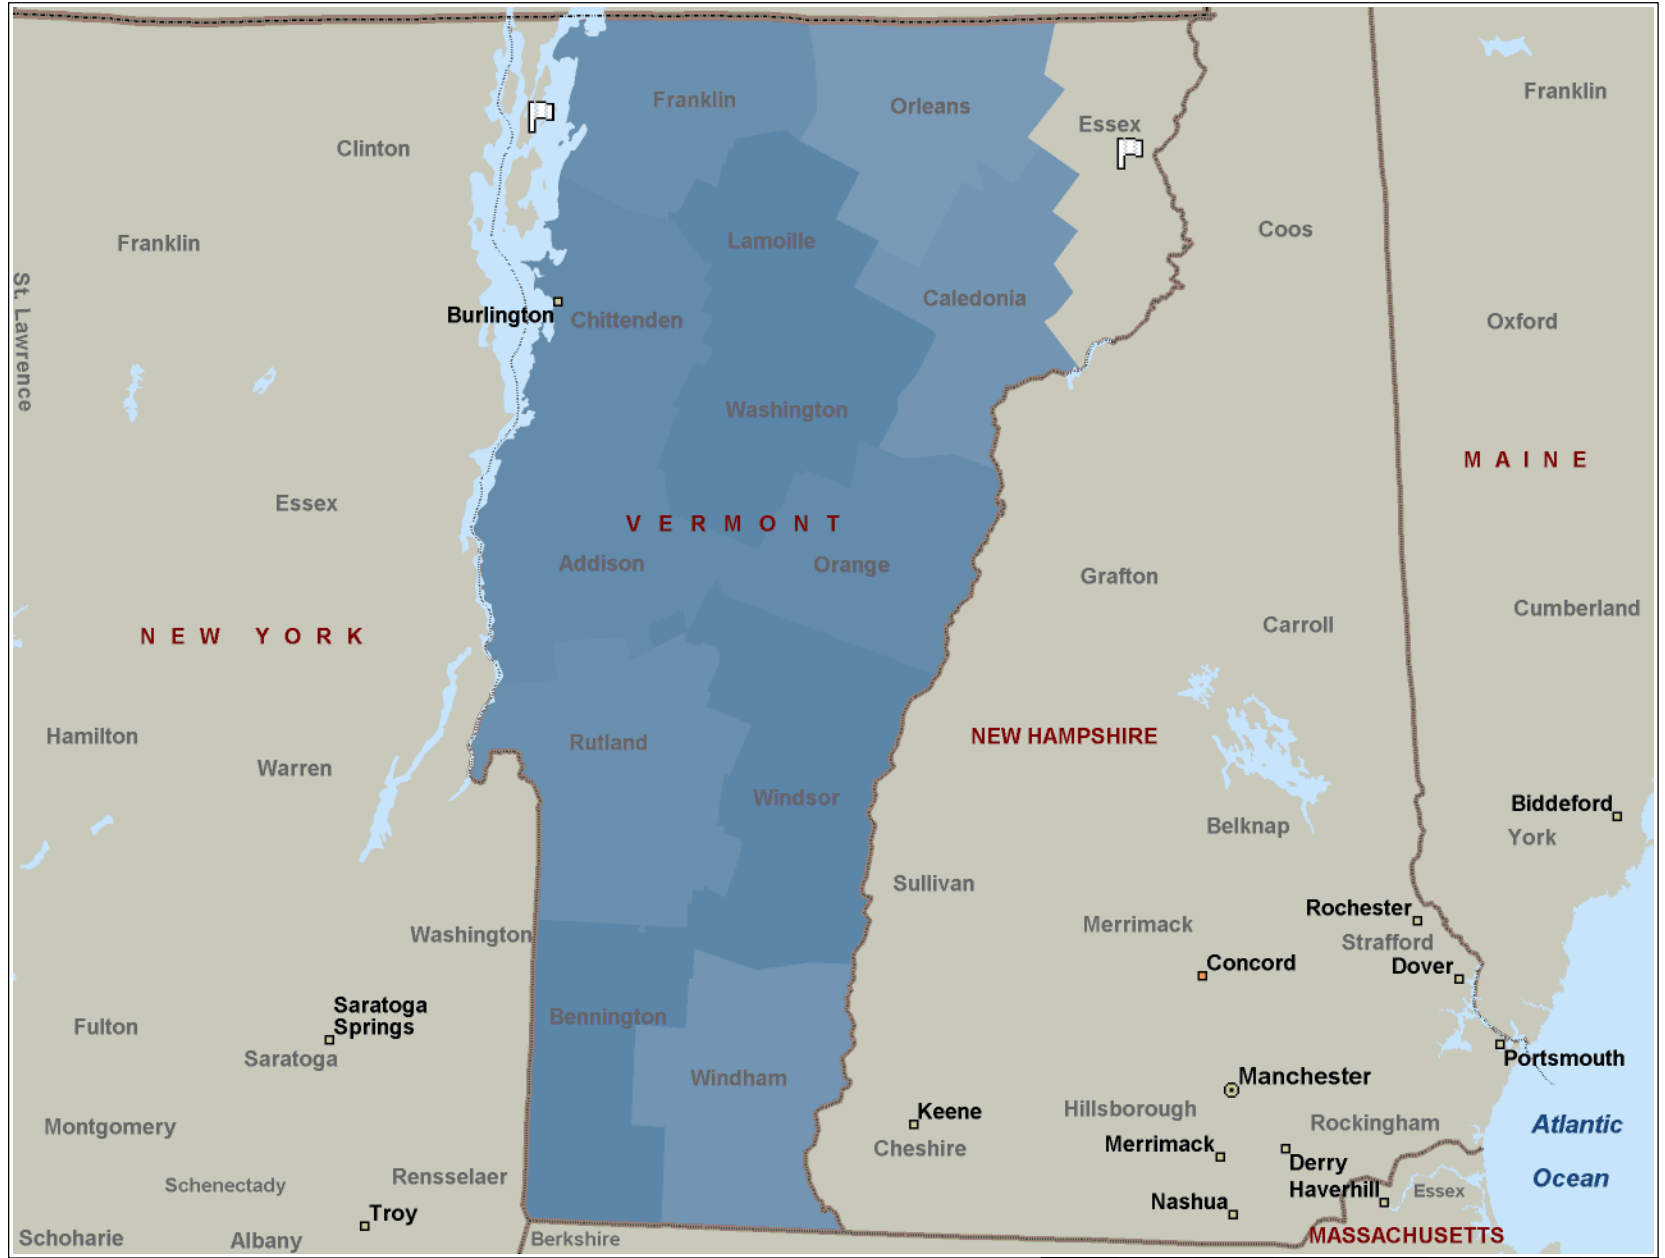 Franklin
Orleans
Franklin
Clinton
Essex
Franklin
Lamoille
Coos
St. Lawrence
Caledonia
Burlington
Chittenden
Oxford
Washington
MAINE
Essex
VERMONT
Addison
Orange
Grafton
Cumberland
Carroll
NEW YORK
Hamilton
Rutland
NEW HAMPSHIRE
Warren
Windsor
Biddeford
Belknap
York
Sullivan
Rochester
Washington
Merrimack
Strafford
Concord
Dover
Saratoga
Springs
Fulton
Bennington
Saratoga
Portsmouth
Windham
Manchester
Keene
Hillsborough
Rockingham
Atlantic
Montgomery
Cheshire
Merrimack
Derry
Rensselaer
Ocean
Schenectady
Haverhill
Essex
Nashua
Troy
Schoharie
Albany
Berkshire
MASSACHUSETTS